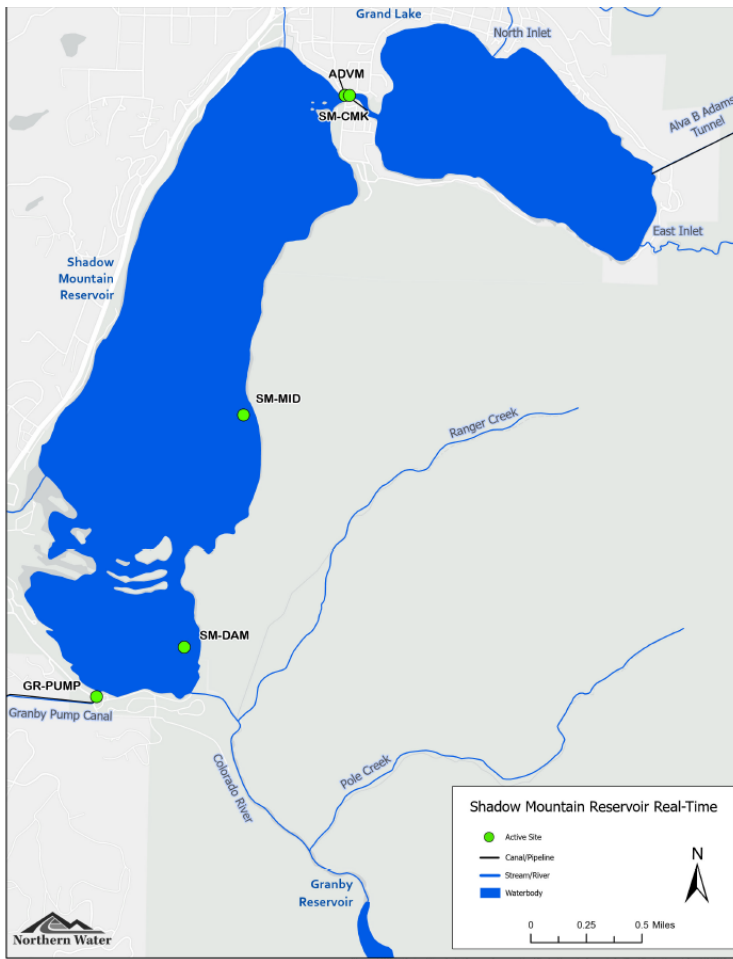 Grand Lake
North Inlet
ADVM
SM-CMK
Alva B Adams
Tunnel
East Inlet
Shadow
Mountain
Reservoir
SM-MID
Ranger Creek
SM-DAM
GR-PUMP
Granby Pump Canal
Colorado River
Pole Creek
Granby
Reservoir
Shadow Mountain Reservoir Real-Time
Active Site
Canal/Pipeline
Stream/River
Waterbody
N
0 0.25 0.5 Miles
Northern Water